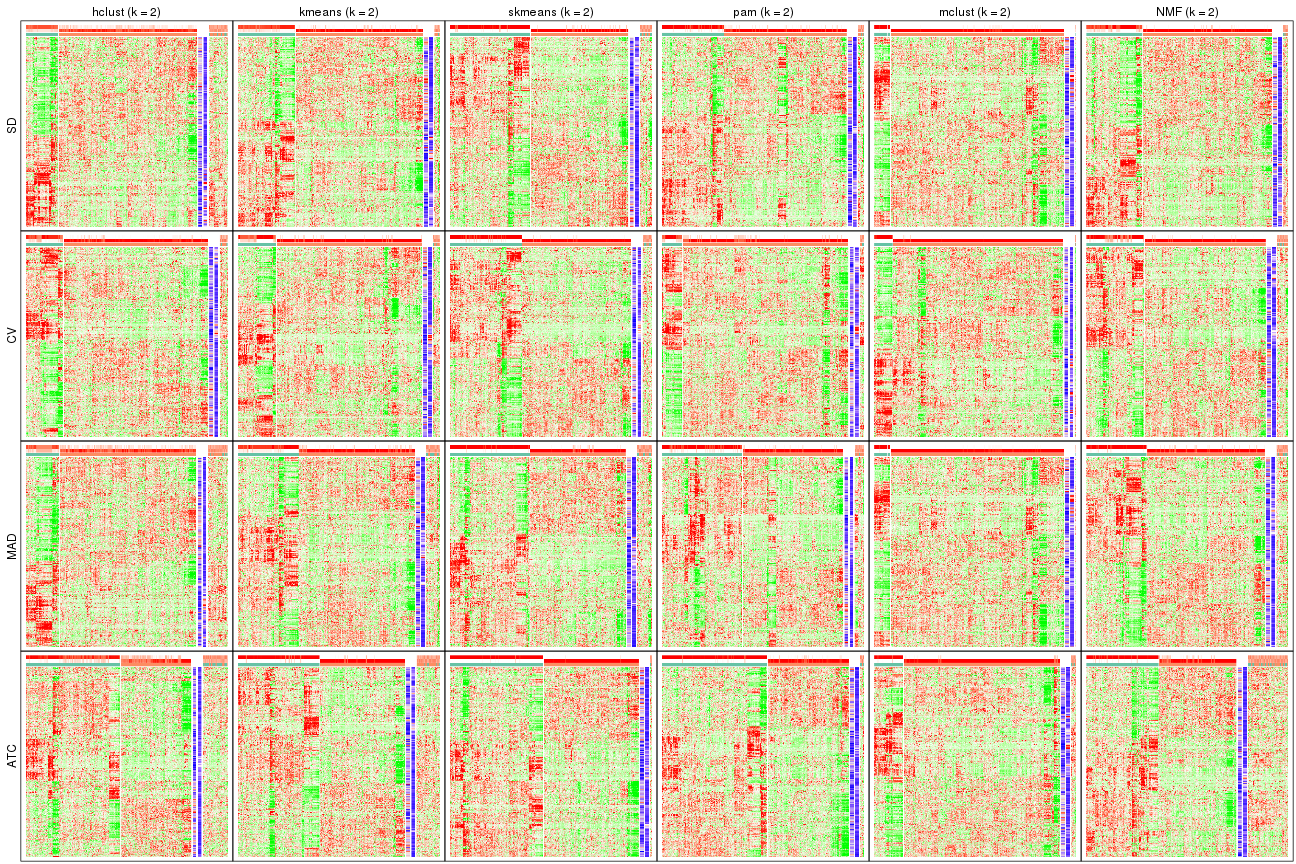 hclust (k = 2) kmeans (k = 2) skmeans (k = 2) pam (k = 2) mclust (k = 2) NMF (k = 2)
SD
CV
MAD
ATC